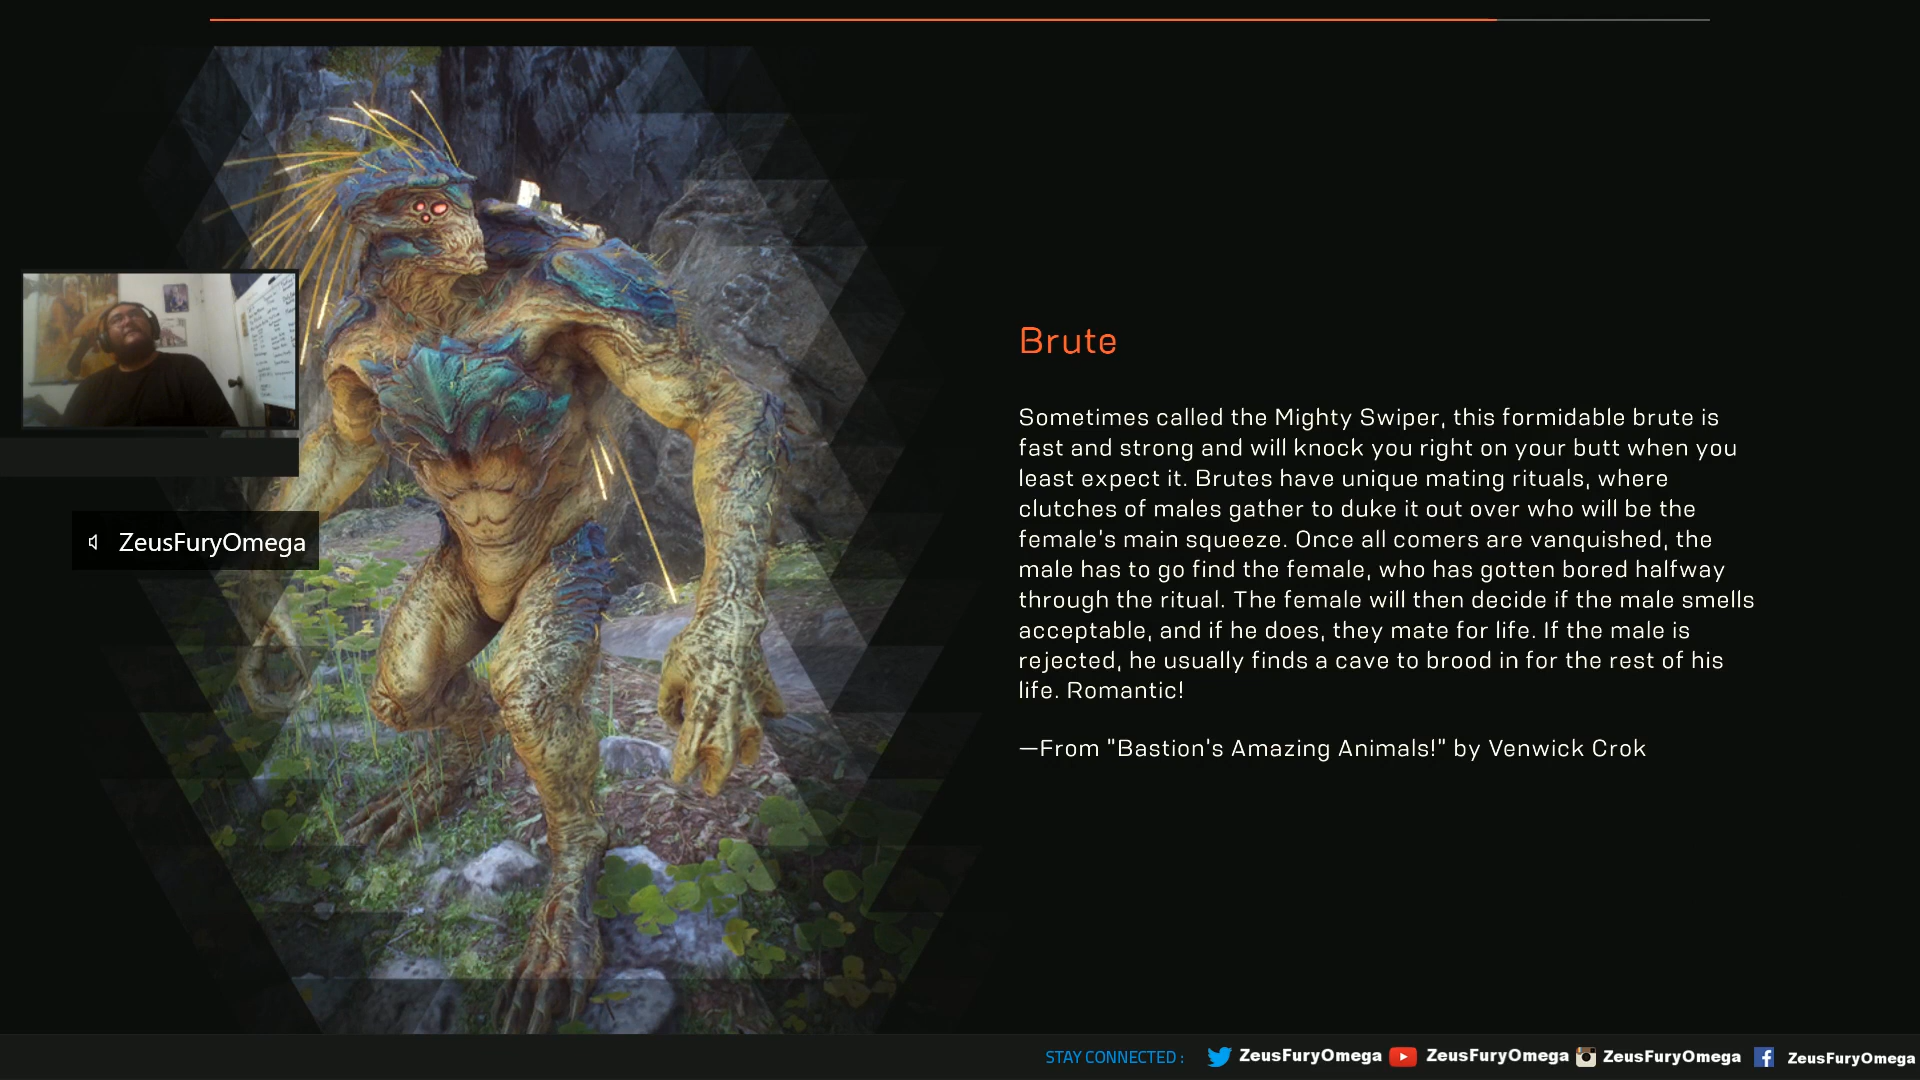 Brute
Sometimes called the Mighty Swiper, this formidable brute is
fast and strong and will knock you right on your butt when you
least expect it. Brutes have unique mating rituals, where
clutches of males gather to duke it out over who will be the
female's main squeeze. Once all comers are vanquished, the
male has to go find the female, who has gotten bored halfway
through the ritual. The female will then decide if the male smells
acceptable, and if he does, they mate for life. If the male is
rejected, he usually finds a cave to brood in for the rest of his
life. Romantic!
—From "Bastion's Amazing Animals!" by Venwick Crok
ZeusFuryOmega
STAY CONNECTED : ZeusFuryOmega ZeusFuryOmega ZeusFuryOmega ZeusFuryOmega